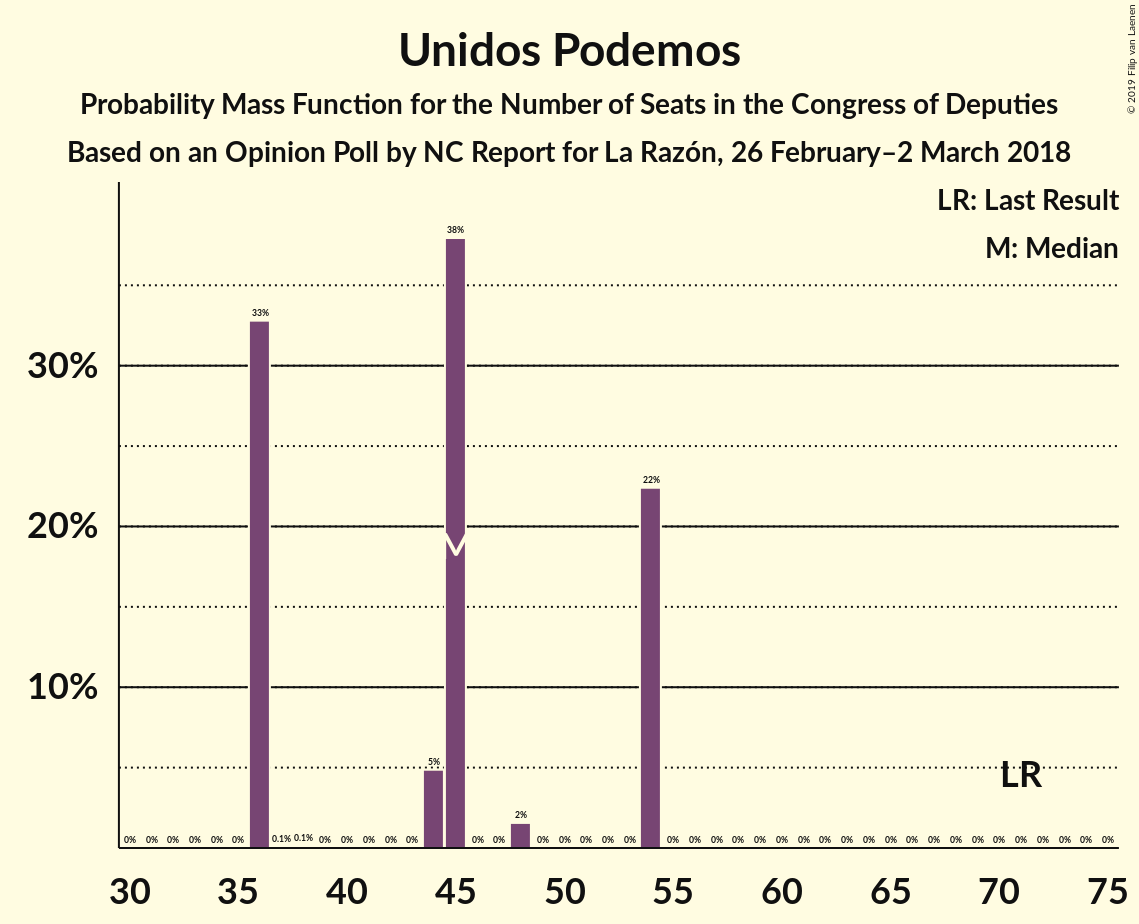 Unidos Podemos
Probability Mass Function for the Number of Seats in the Congress of Deputies
Based on an Opinion Poll by NC Report for La Razón, 26 February–2 March 2018
© 2019 Filip van Laenen
LR: Last Result
M: Median
38%
33%
30%
22%
20%
10%
5%
LR
2%
0% 0% 0% 0% 0% 0% 0.1% 0.1% 0% 0% 0% 0% 0% 0% 0% 0% 0% 0% 0% 0% 0% 0% 0% 0% 0% 0% 0% 0% 0% 0% 0% 0% 0% 0% 0% 0% 0% 0% 0% 0% 0%
30 35 40 45 50 55 60 65 70 75